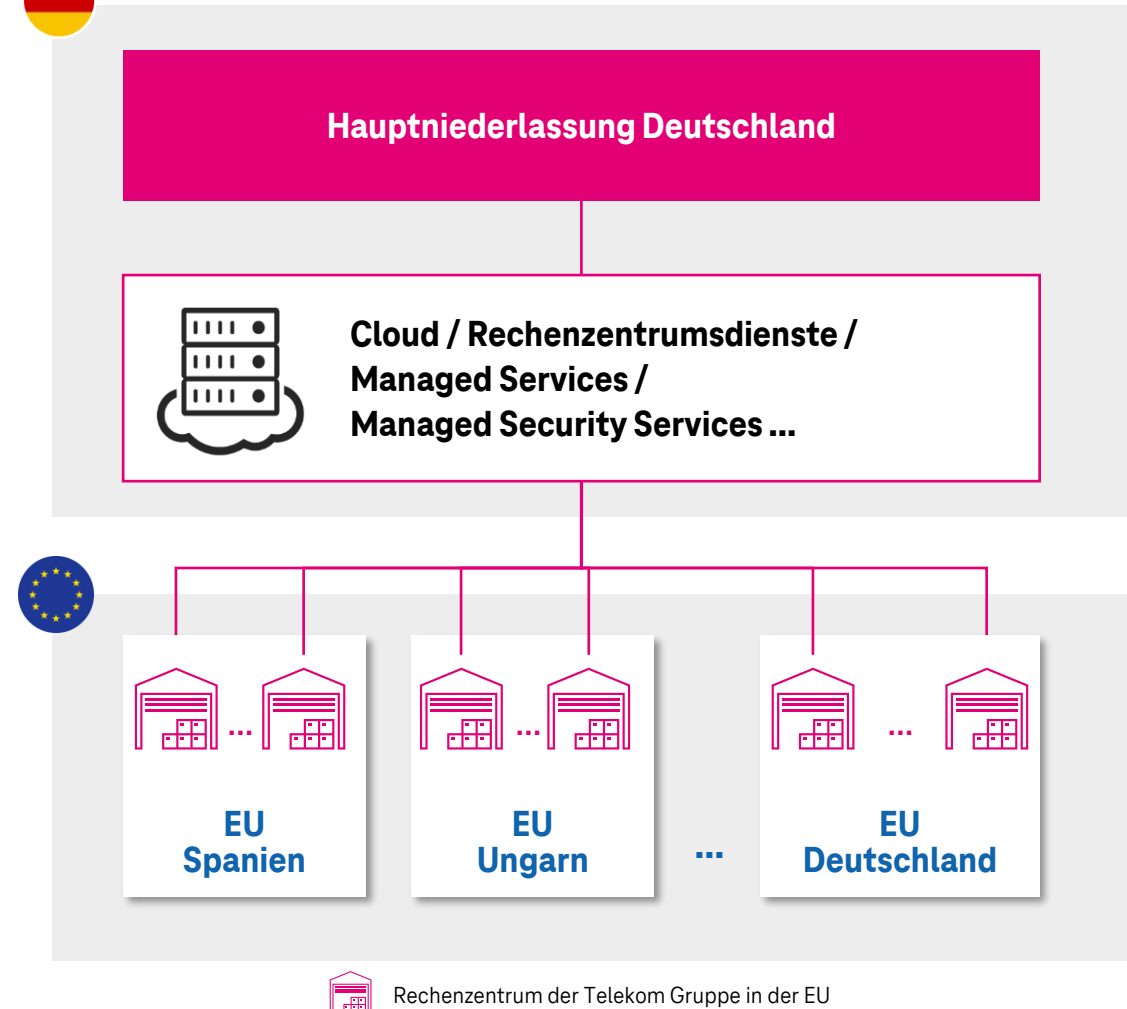 Hauptniederlassung Deutschland
Cloud / Rechenzentrumsdienste /
Managed Services /
Managed Security Services ...
... ... ...
EU
Spanien
EU
Ungarn
...
EU
Deutschland
Rechenzentrum der Telekom Gruppe in der EU